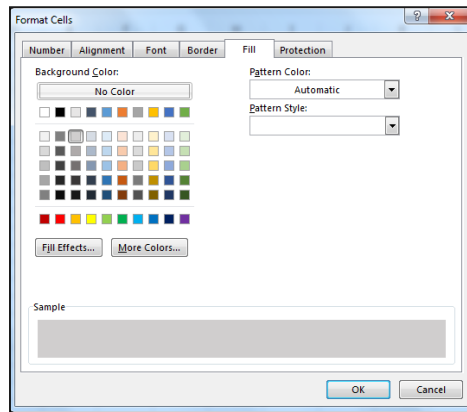 Format Cells
Number Alignment Font Border Fill Protection
Background Color:
No Color
Pattern Color:
Automatic
Pattern Style:
Fill Effects... More Colors...
Sample
OK Cancel